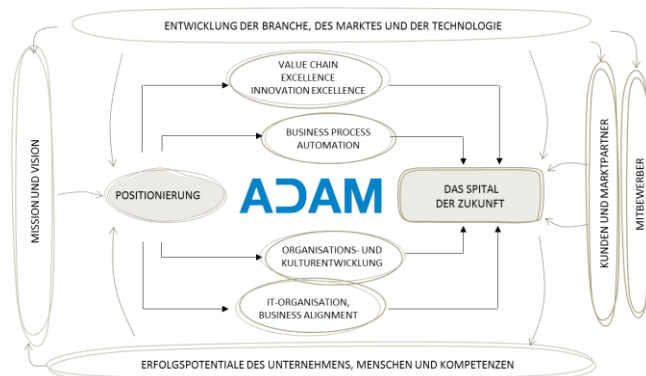 ENTWICKLUNG DER BRANCHE, DES MARKTES UND DER TECHNOLOGIE
VALUE CHAIN
EXCELLENCE
INNOVATION EXCELLENCE
BUSINESS PROCESS
AUTOMATION
MISSION UND VISION
POSITIONIERUNG
ADAM
DAS SPITAL
DER ZUKUNFT
KUNDEN UND MARKTPARTNER
MITBEWERBER
ORGANISATIONS- UND
KULTURENTWICKLUNG
IT-ORGANISATION,
BUSINESS ALIGNMENT
ERFOLGSPOTENTIALE DES UNTERNEHMENS, MENSCHEN UND KOMPETENZEN